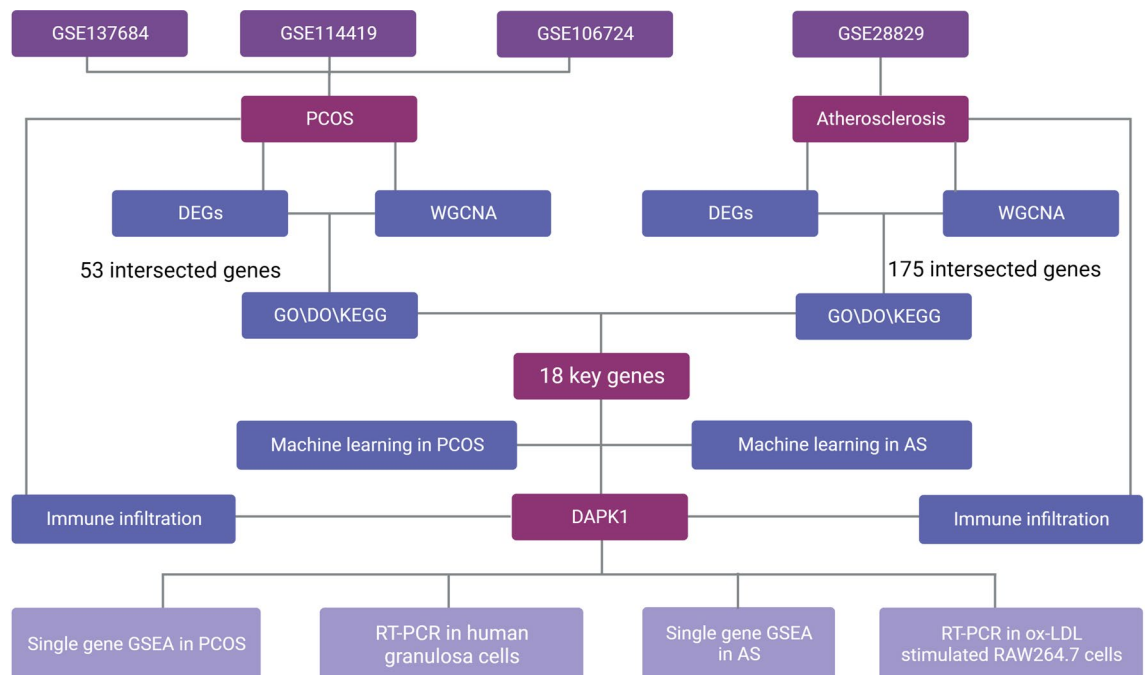 GSE137684
GSE114419
GSE106724
GSE28829
PCOS
Atherosclerosis
DEGs
WGCNA
DEGs
WGCNA
53 intersected genes
175 intersected genes
GO\DO\KEGG
GO\DO\KEGG
18 key genes
Machine learning in PCOS
Machine learning in AS
Immune infiltration
DAPK1
Immune infiltration
Single gene GSEA in PCOS
RT-PCR in human
granulosa cells
Single gene GSEA
in AS
RT-PCR in ox-LDL
stimulated RAW264.7 cells